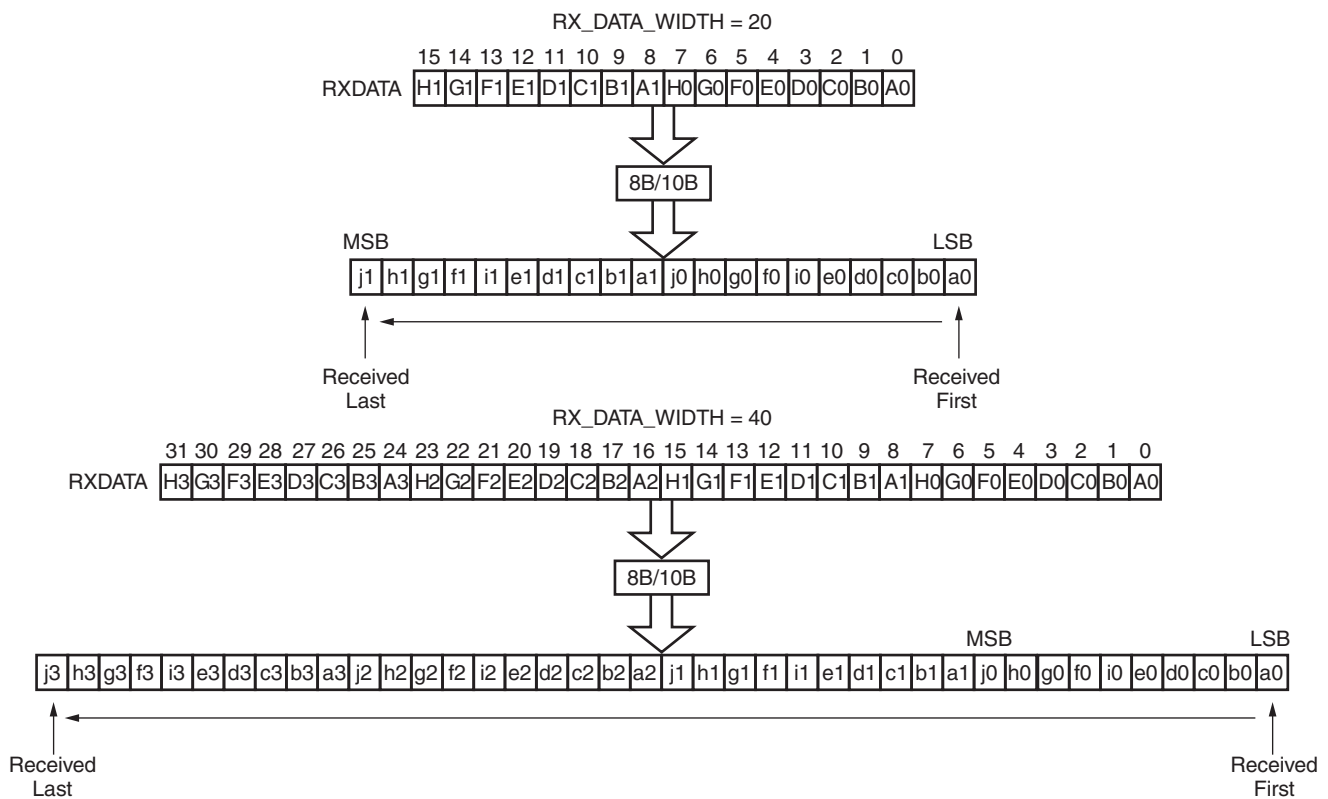 RX_DATA_WIDTH = 20
15 14 13 12 11 10 9 8 7 6 5 4 3 2 1 0
RXDATA H1 G1 F1 E1 D1 C1 B1 A1 H0 G0 F0 E0 D0 C0 B0 A0
8B/10B
MSB LSB
j1 h1 g1 f1 i1 e1 d1 c1 b1 a1 j0 h0 g0 f0 i0 e0 d0 c0 b0 a0
Received Received
Last First
RX_DATA_WIDTH = 40
31 30 29 28 27 26 25 24 23 22 21 20 19 18 17 16 15 14 13 12 11 10 9 8 7 6 5 4 3 2 1 0
RXDATA H3 G3 F3 E3 D3 C3 B3 A3 H2 G2 F2 E2 D2 C2 B2 A2 H1 G1 F1 E1 D1 C1 B1 A1 H0 G0 F0 E0 D0 C0 B0 A0
8B/10B
MSB LSB
j3 h3 g3 f3 i3 e3 d3 c3 b3 a3 j2 h2 g2 f2 i2 e2 d2 c2 b2 a2 j1 h1 g1 f1 i1 e1 d1 c1 b1 a1 j0 h0 g0 f0 i0 e0 d0 c0 b0 a0
Received Received
Last First